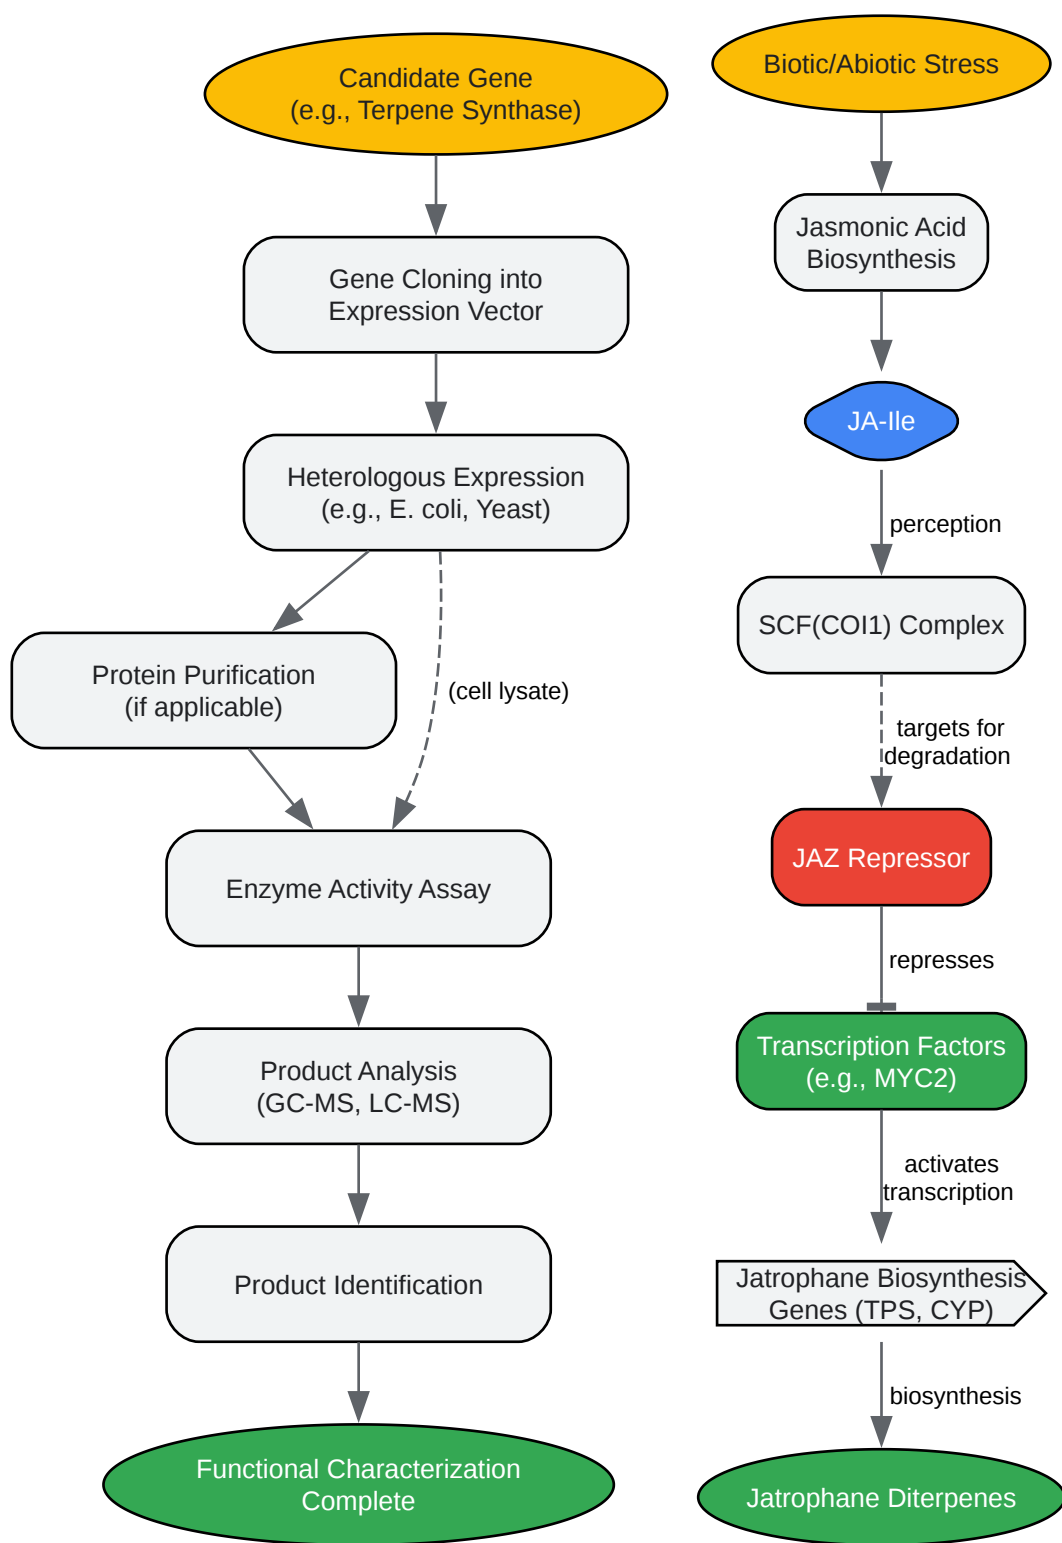 Candidate Gene
(e.g., Terpene Synthase)
Gene Cloning into
Expression Vector
Heterologous Expression
(e.g., E. coli, Yeast)
Protein Purification
(if applicable)
(cell lysate)
Enzyme Activity Assay
Product Analysis
(GC-MS, LC-MS)
Product Identification
Functional Characterization
Complete
Biotic/Abiotic Stress
Jasmonic Acid
Biosynthesis
JA-Ile
perception
SCF(COI1) Complex
targets for
degradation
JAZ Repressor
represses
Transcription Factors
(e.g., MYC2)
activates
transcription
Jatrophane Biosynthesis
Genes (TPS, CYP)
biosynthesis
Jatrophane Diterpenes